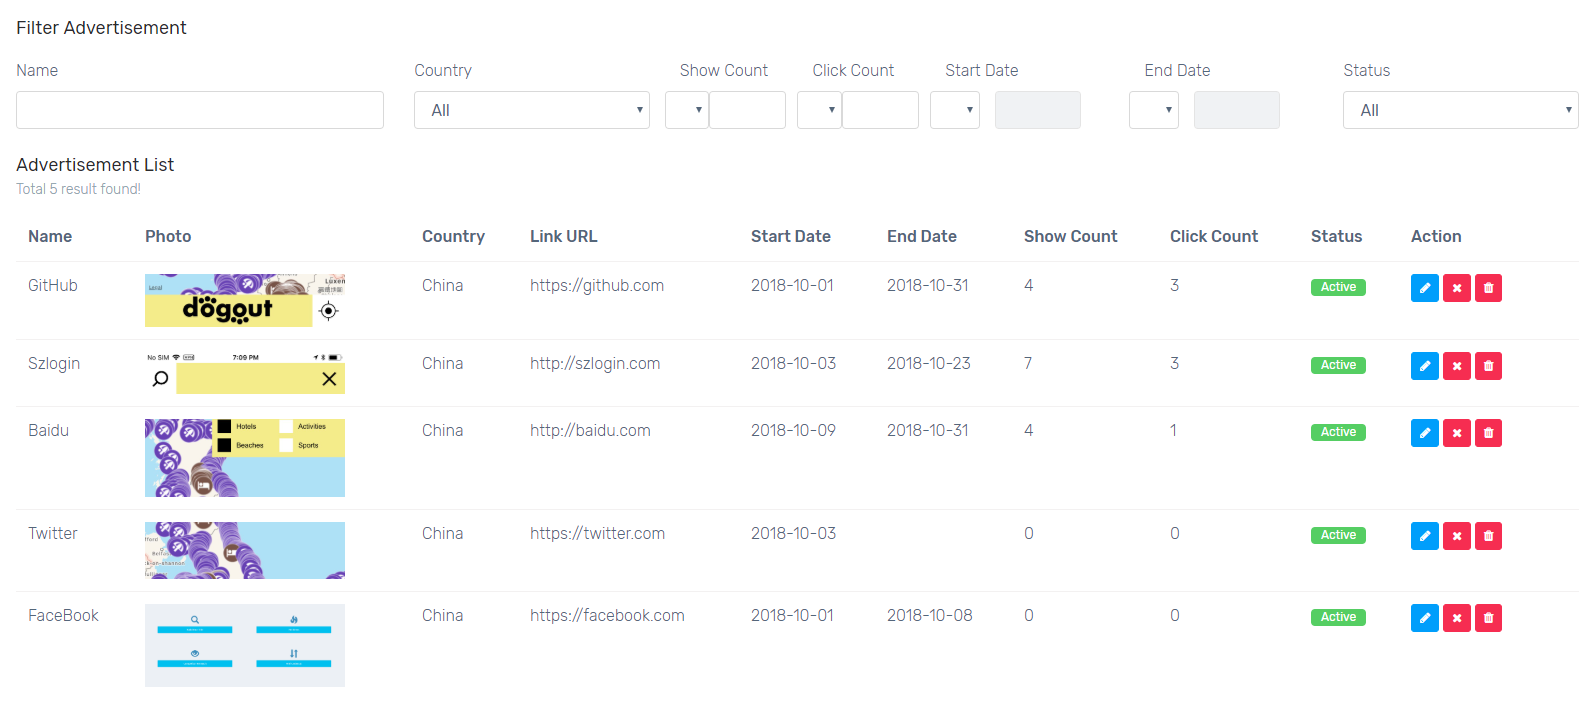 Filter Advertisement
Name Country Show Count Click Count Start Date End Date Status
All All
Advertisement List
Total 5 result found!
Name Photo Country Link URL Start Date End Date Show Count Click Count Status Action
GitHub China https://github.com 2018-10-01 2018-10-31 4 3 Active
Local
Luxen
dogout
Szlogin China http://szlogin.com 2018-10-03 2018-10-23 7 3 Active
No SIM 7:09 PM
Baidu China http://baidu.com 2018-10-09 2018-10-31 4 1 Active
Hotels Activities
Beaches Sports
Twitter China https://twitter.com 2018-10-03 0 0 Active
FaceBook China https://facebook.com 2018-10-01 2018-10-08 0 0 Active